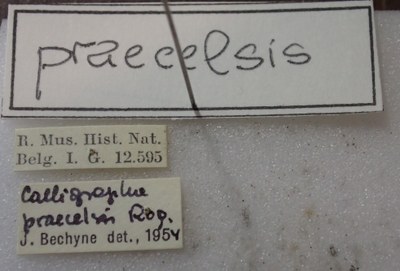 praecelsis
R. Mus. Hist. Nat.
Belg. I. G. 12.595
Calligrapha
praecelsis Rog.
J. Bechyne det., 1954